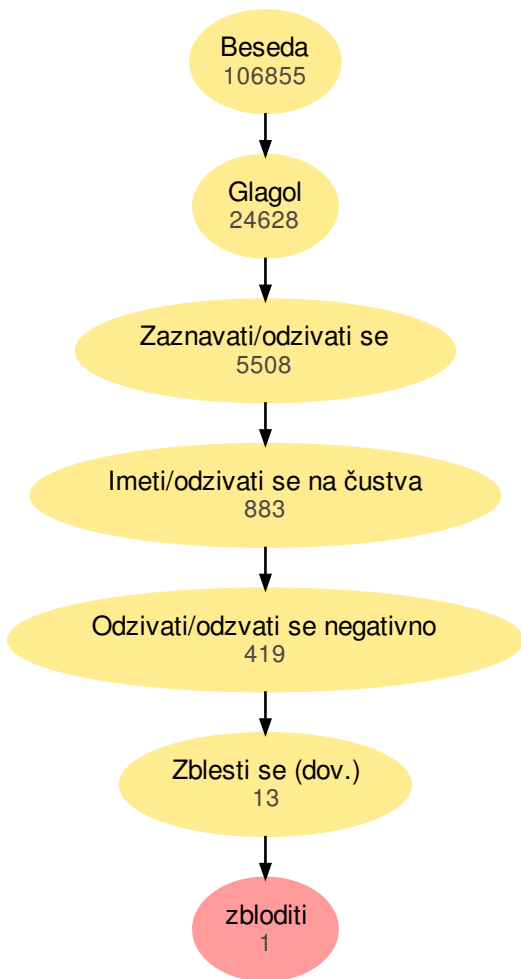 Beseda
106855
Glagol
24628
Zaznavati/odzivati se
5508
Imeti/odzivati se na čustva
883
Odzivati/odzvati se negativno
419
Zblesti se (dov.)
13
zbloditi
1